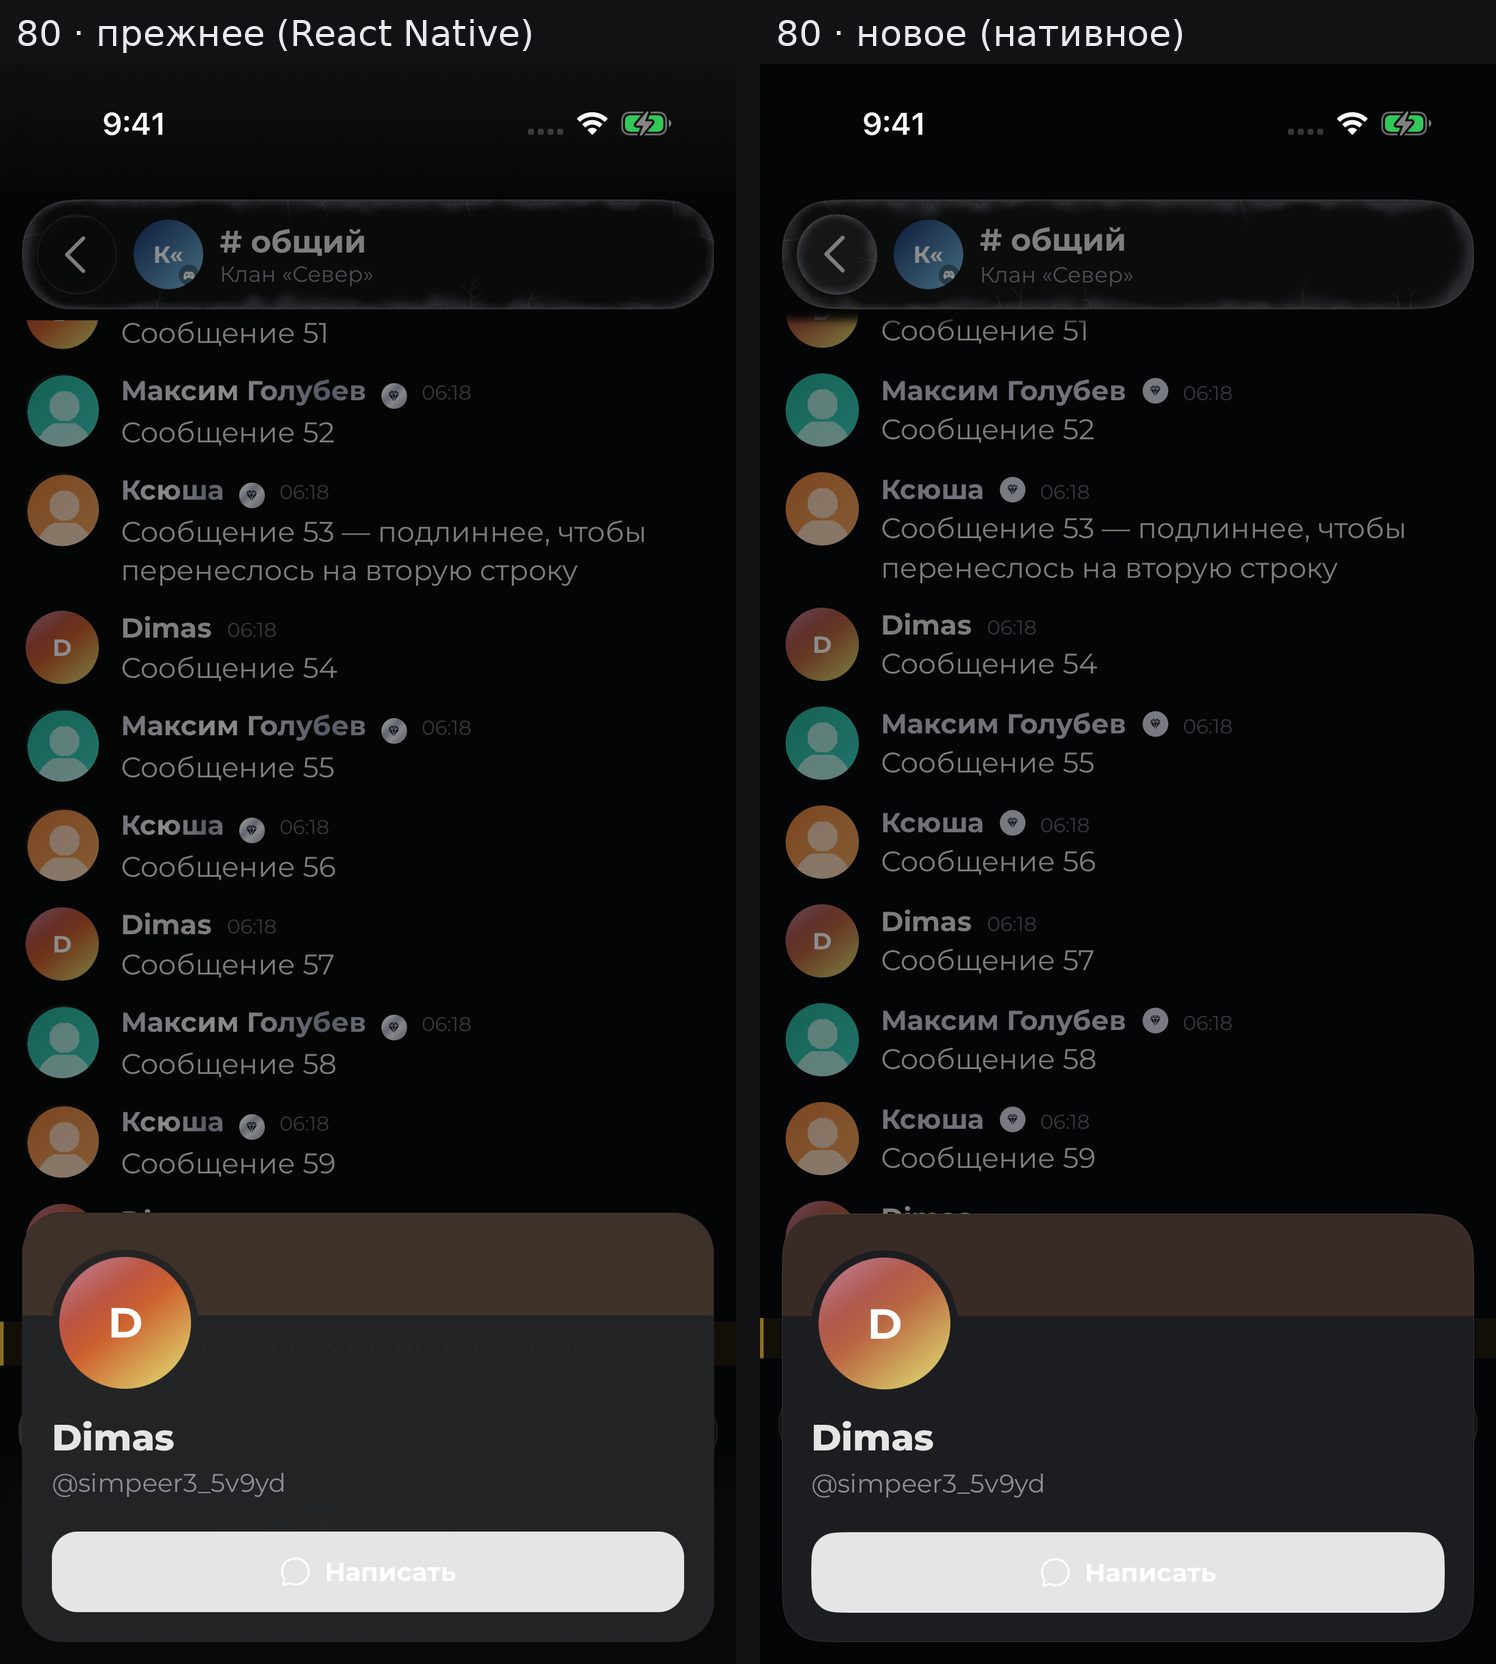 80 · прежнее (React Native)
9:41
К«
# общий
Клан «Север»
Сообщение 51
Максим Голубев 06:18
Сообщение 52
Ксюша 06:18
Сообщение 53 — подлиннее, чтобы
перенеслось на вторую строку
Dimas 06:18
D
Сообщение 54
Максим Голубев 06:18
Сообщение 55
Ксюша 06:18
Сообщение 56
Dimas 06:18
D
Сообщение 57
Максим Голубев 06:18
Сообщение 58
Ксюша 06:18
Сообщение 59
D
live_check глянь, пожалуйста
Dimas
@simpeer3_5v9yd
Написать
80 · новое (нативное)
9:41
К«
# общий
Клан «Север»
Сообщение 51
Максим Голубев 06:18
Сообщение 52
Ксюша 06:18
Сообщение 53 — подлиннее, чтобы
перенеслось на вторую строку
Dimas 06:18
D
Сообщение 54
Максим Голубев 06:18
Сообщение 55
Ксюша 06:18
Сообщение 56
Dimas 06:18
D
Сообщение 57
Максим Голубев 06:18
Сообщение 58
Ксюша 06:18
Сообщение 59
Dimas
D
Dimas
@simpeer3_5v9yd
Написать